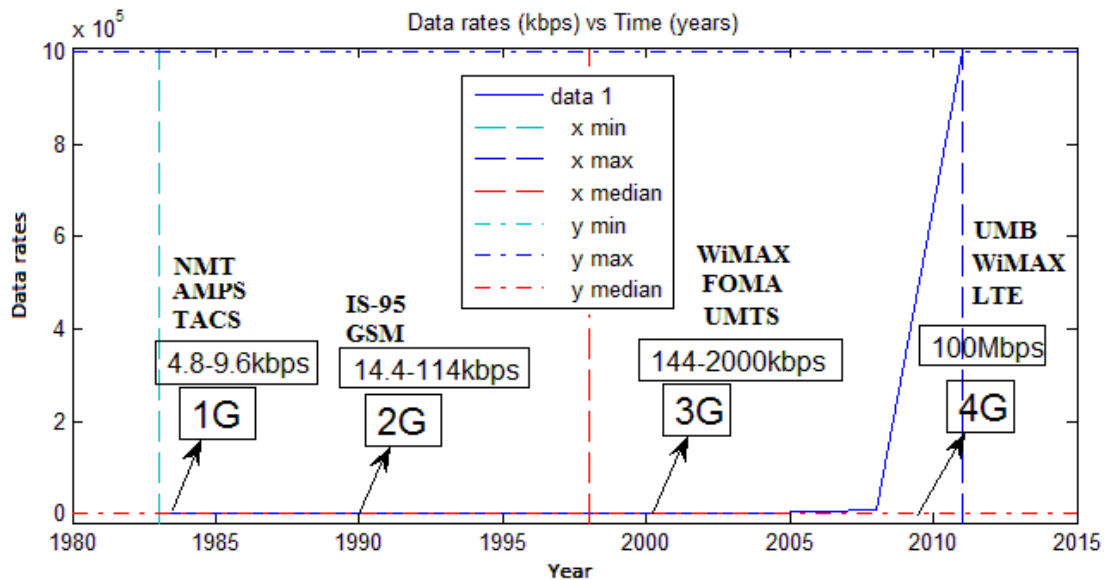 Data rates (kbps) vs Time (years)
x 10^5
10
8
6
4
2
0
Data rates
data 1
x min
x max
x median
y min
y max
y median
NMT
AMPS
TACS
4.8-9.6kbps
1G
IS-95
GSM
14.4-114kbps
2G
WiMAX
FOMA
UMTS
144-2000kbps
3G
UMB
WiMAX
LTE
100Mbps
4G
1980 1985 1990 1995 2000 2005 2010 2015
Year